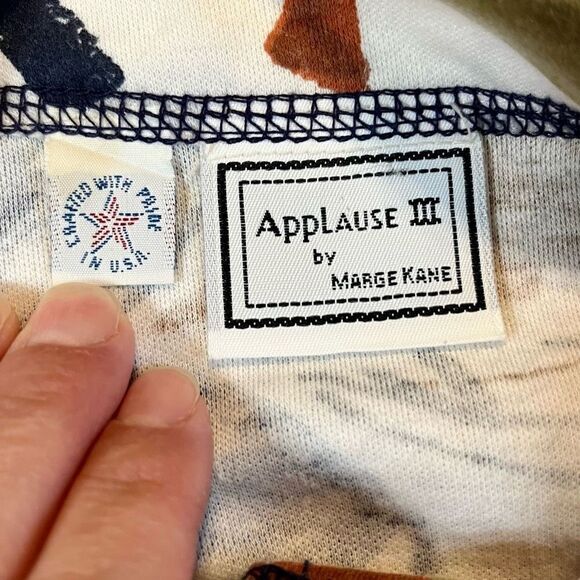 CRAFTED WITH PRIDE
IN U.S.A.
APPLAUSE III
by
MARGE KANE